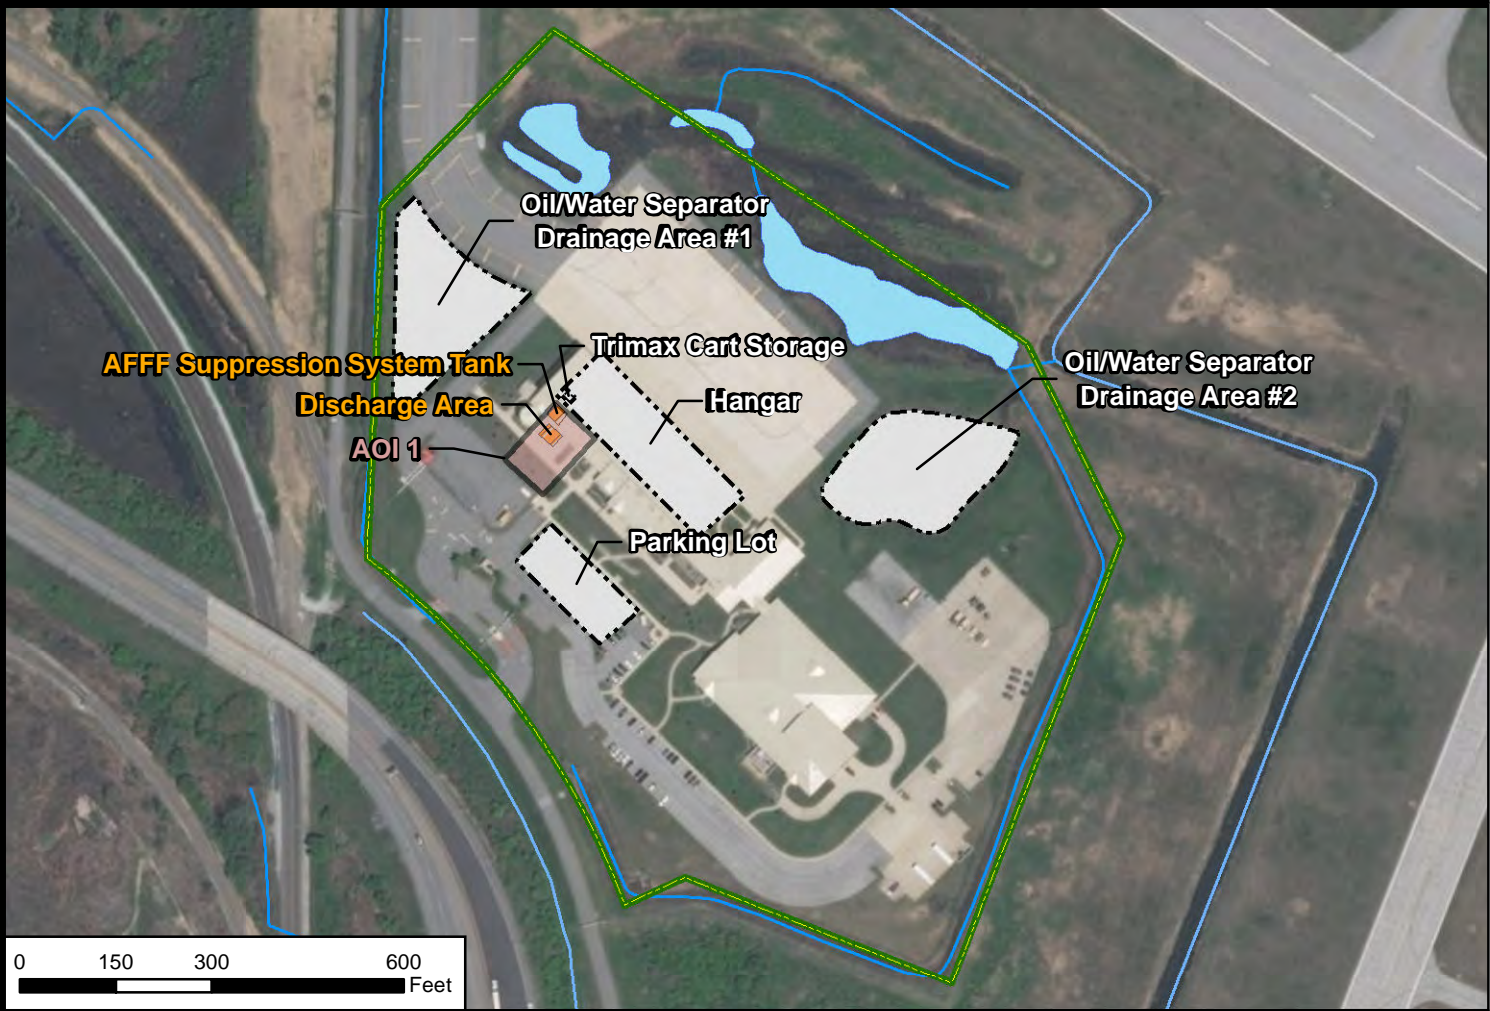 Oil/Water Separator
Drainage Area #1
Trimax Cart Storage
AFFF Suppression System Tank
Oil/Water Separator
Drainage Area #2
Hangar
Discharge Area
AOI 1
Parking Lot
0 150 300 600
Feet